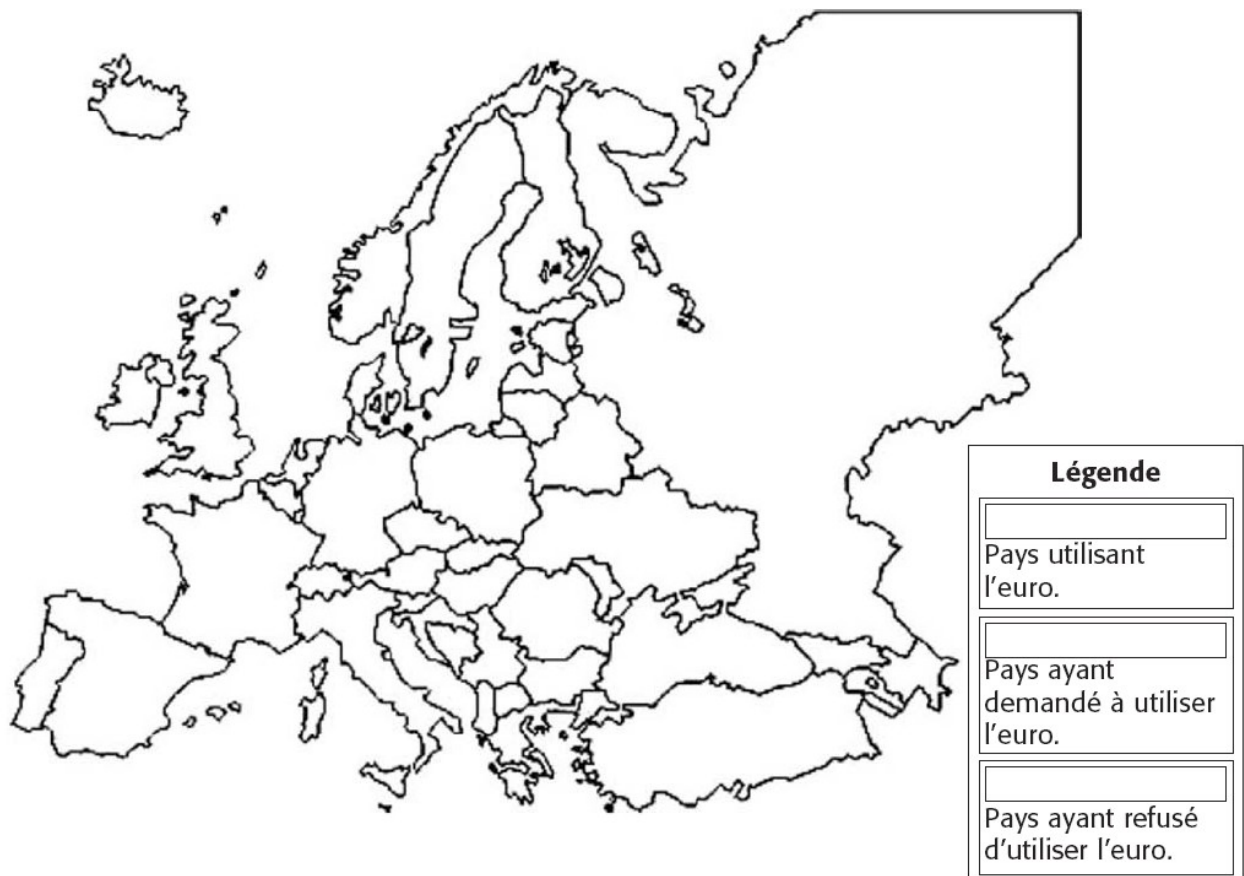 Légende
Pays utilisant
l'euro.
Pays ayant
demandé à utiliser
l'euro.
Pays ayant refusé
d'utiliser l'euro.